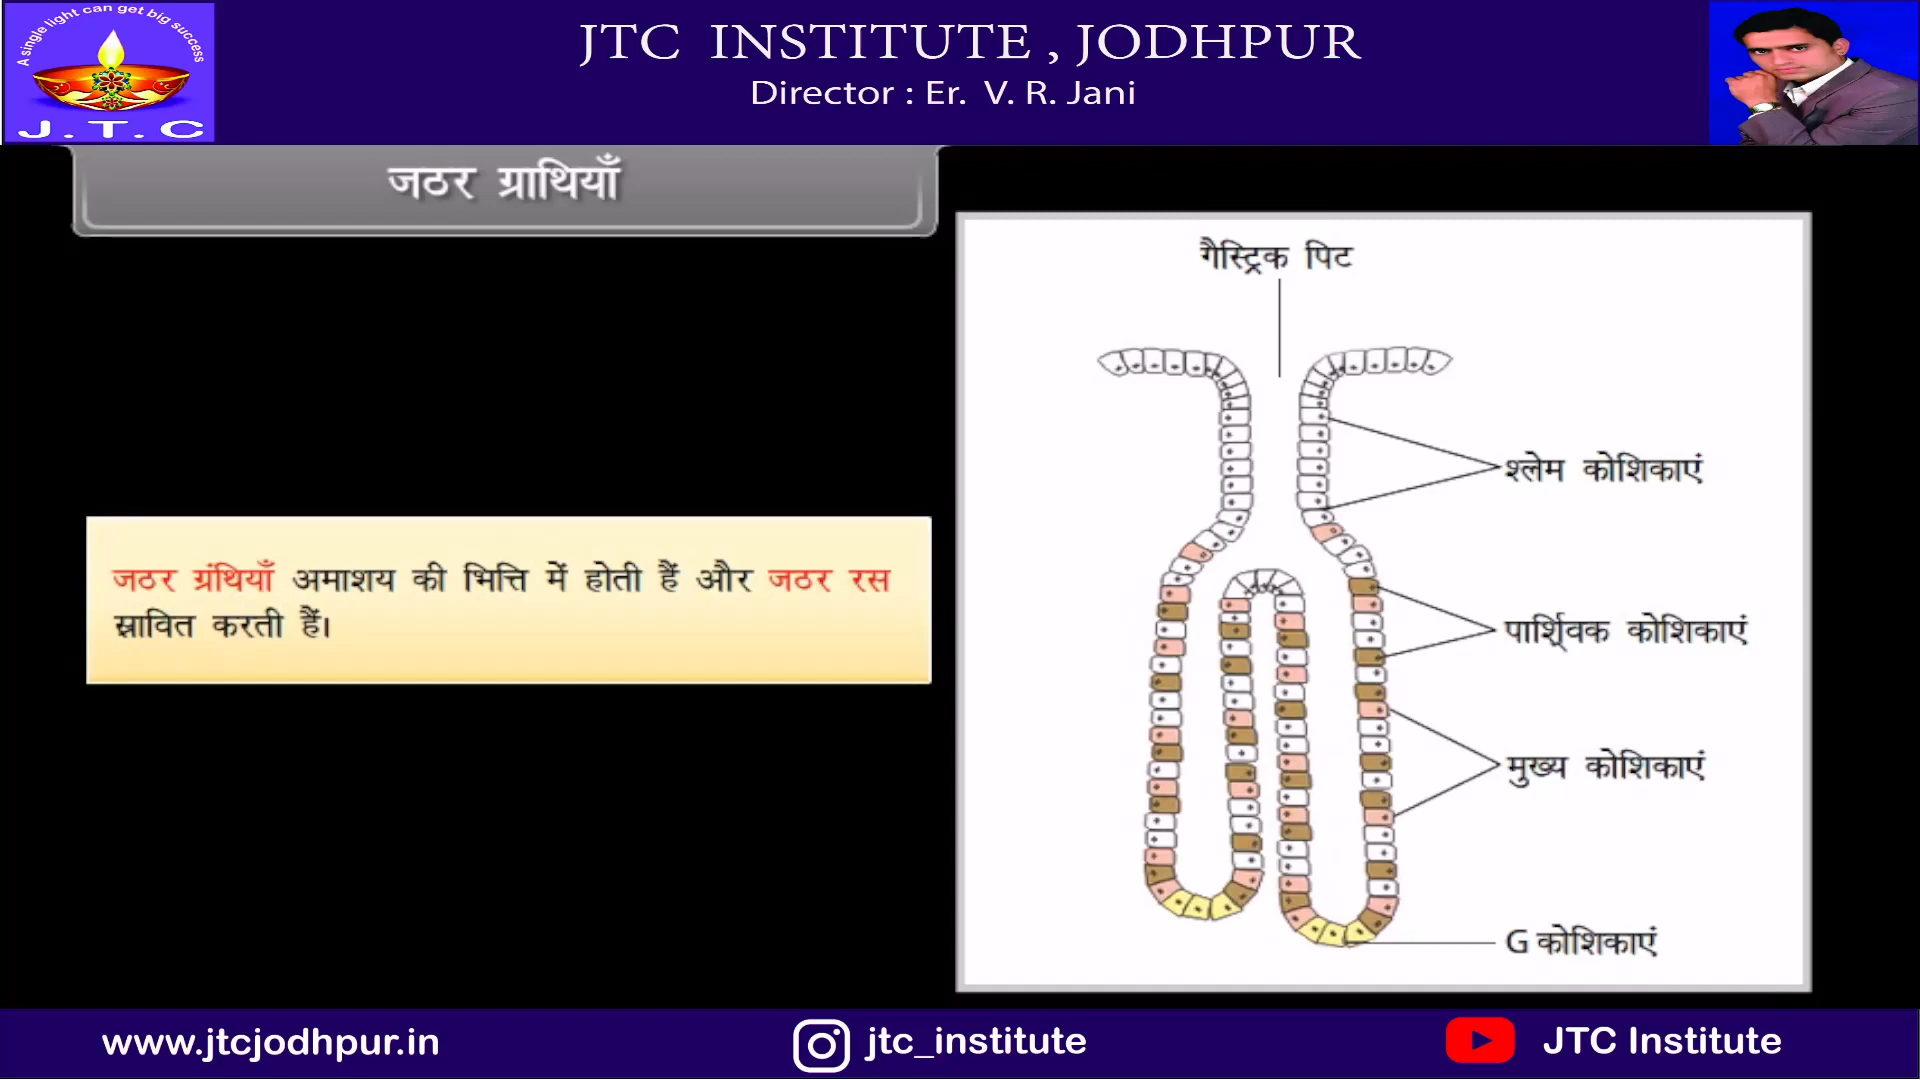 A single light can get big success
J.T.C
JTC INSTITUTE , JODHPUR
Director : Er. V. R. Jani
जठर ग्राथियाँ
जठर ग्रंथियाँ अमाशय की भित्ति में होती हैं और जठर रस
स्रावित करती हैं।
गैस्ट्रिक पिट
श्लेम कोशिकाएं
पार्श्विक कोशिकाएं
मुख्य कोशिकाएं
G कोशिकाएं
www.jtcjodhpur.in
jtc_institute
JTC Institute